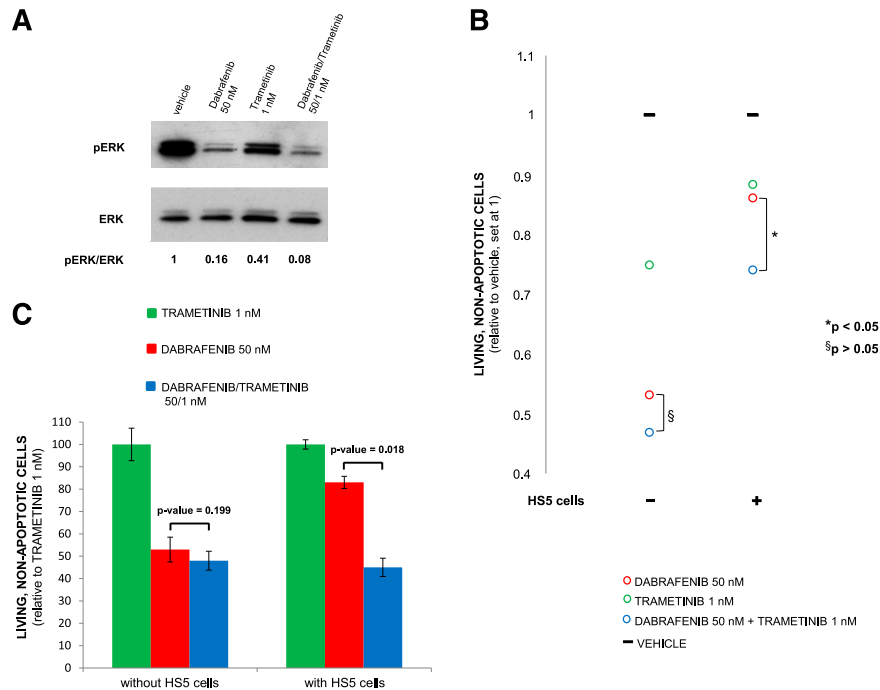 A
vehicle
Dabrafenib
50 nM
Trametinib
1 nM
Dabrafenib/Trametinib
50/1 nM
pERK
ERK
pERK/ERK
1
0.16
0.41
0.08
B
LIVING, NON-APOPTOTIC CELLS
(relative to vehicle, set at 1)
1.1
1
0.9
0.8
0.7
0.6
0.5
0.4
*
§
*p < 0.05
§p > 0.05
HS5 cells
−
+
DABRAFENIB 50 nM
TRAMETINIB 1 nM
DABRAFENIB 50 nM + TRAMETINIB 1 nM
VEHICLE
C
TRAMETINIB 1 nM
DABRAFENIB 50 nM
DABRAFENIB/TRAMETINIB
50/1 nM
LIVING, NON-APOPTOTIC CELLS
(relative to TRAMETINIB 1 nM)
110
100
90
80
70
60
50
40
30
20
10
0
p-value = 0.199
p-value = 0.018
without HS5 cells
with HS5 cells